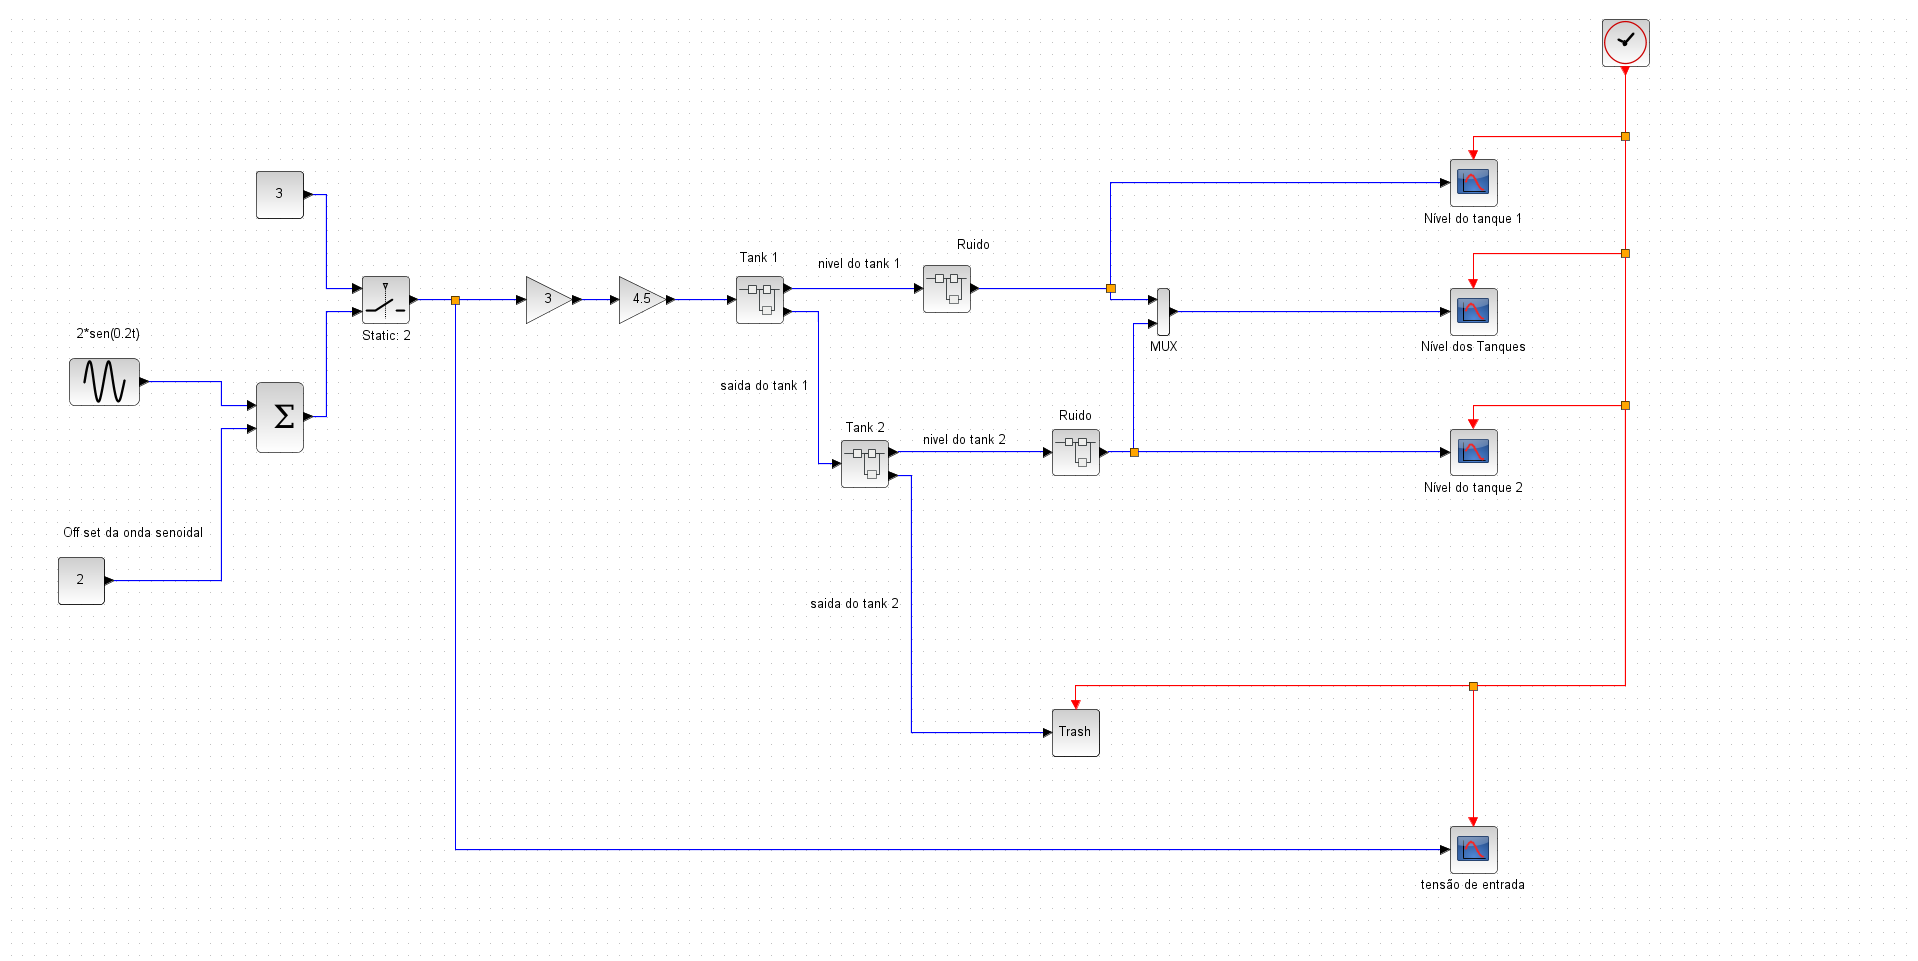 3
Nível do tanque 1
Ruido
Tank 1
nivel do tank 1
3
4.5
Static: 2
2*sen(0.2t)
MUX
Nível dos Tanques
saida do tank 1
Σ
Ruido
Tank 2
nivel do tank 2
Nível do tanque 2
Off set da onda senoidal
2
saida do tank 2
Trash
tensão de entrada